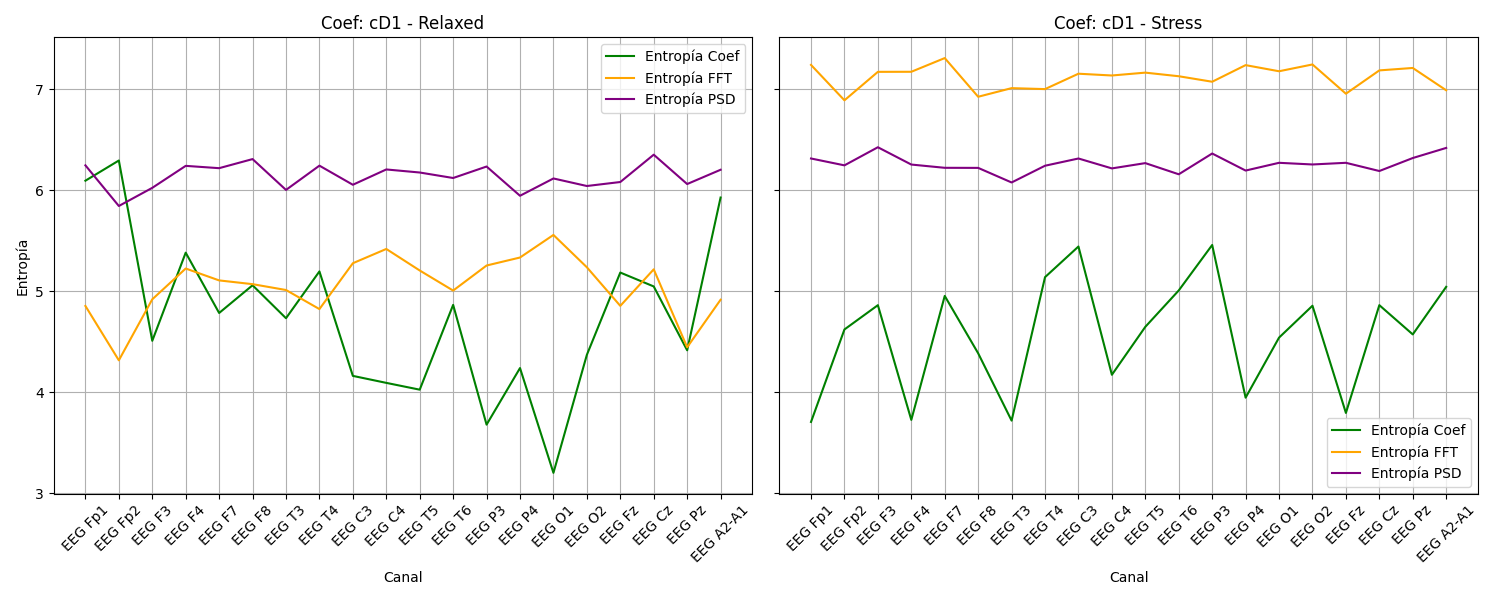 Coef: cD1 - Relaxed
Entropía
7
6
5
4
3
Entropía Coef
Entropía FFT
Entropía PSD
EEG Fp1
EEG Fp2
EEG F3
EEG F4
EEG F7
EEG F8
EEG T3
EEG T4
EEG C3
EEG C4
EEG T5
EEG T6
EEG P3
EEG P4
EEG O1
EEG O2
EEG Fz
EEG Cz
EEG Pz
EEG A2-A1
Canal
Coef: cD1 - Stress
Entropía Coef
Entropía FFT
Entropía PSD
EEG Fp1
EEG Fp2
EEG F3
EEG F4
EEG F7
EEG F8
EEG T3
EEG T4
EEG C3
EEG C4
EEG T5
EEG T6
EEG P3
EEG P4
EEG O1
EEG O2
EEG Fz
EEG Cz
EEG Pz
EEG A2-A1
Canal